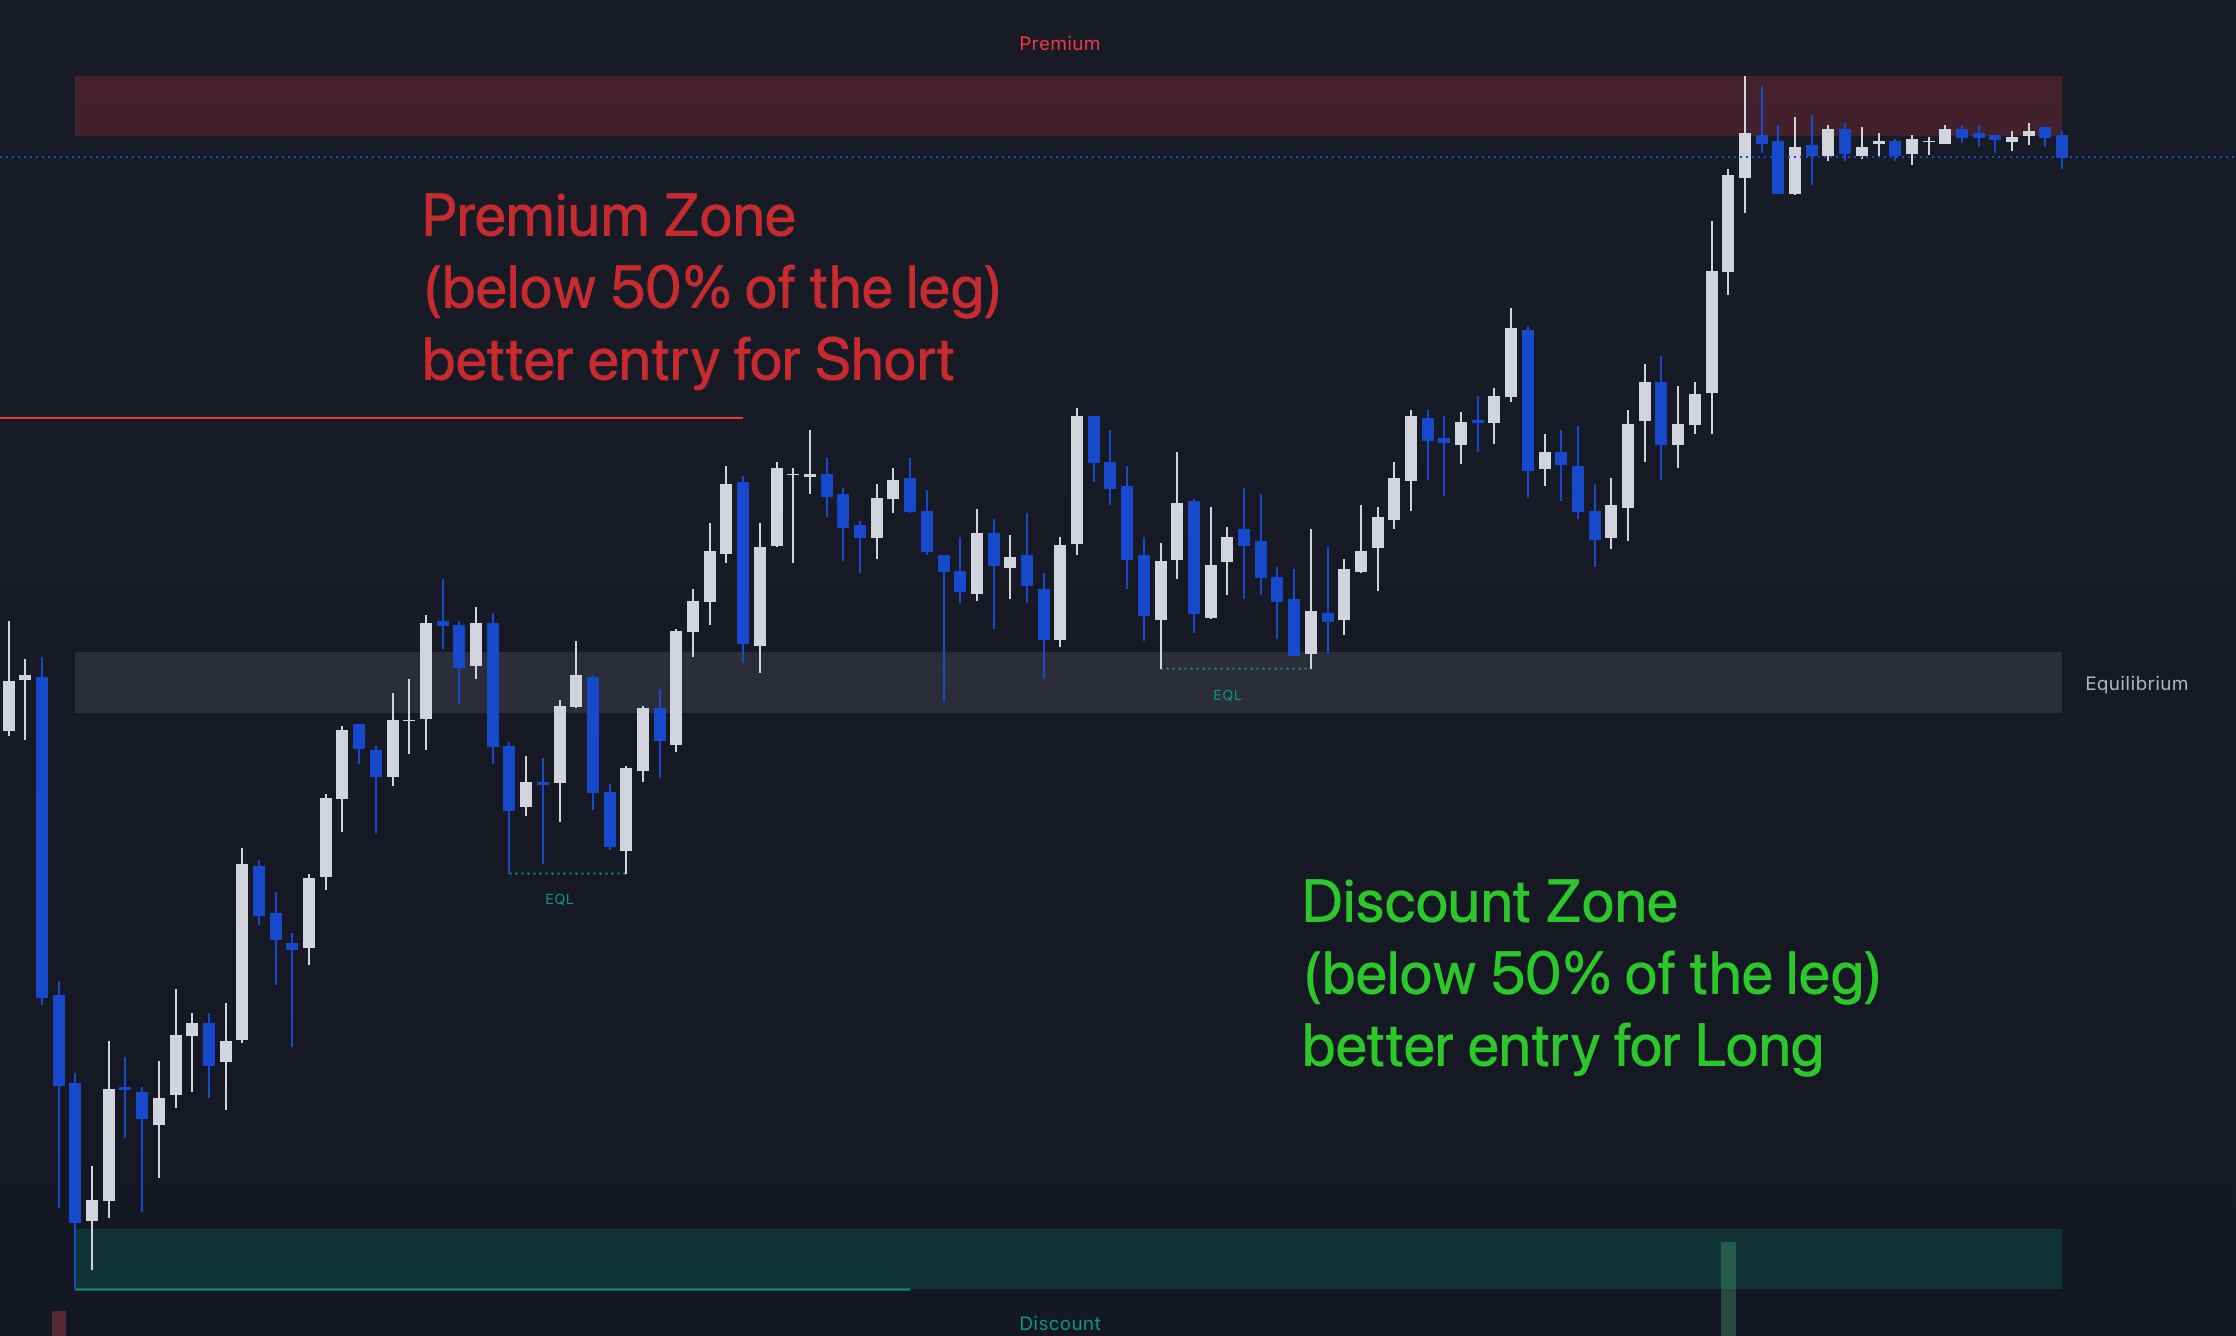 Premium
Premium Zone
(below 50% of the leg)
better entry for Short
Equilibrium
EQL
EQL
Discount Zone
(below 50% of the leg)
better entry for Long
Discount